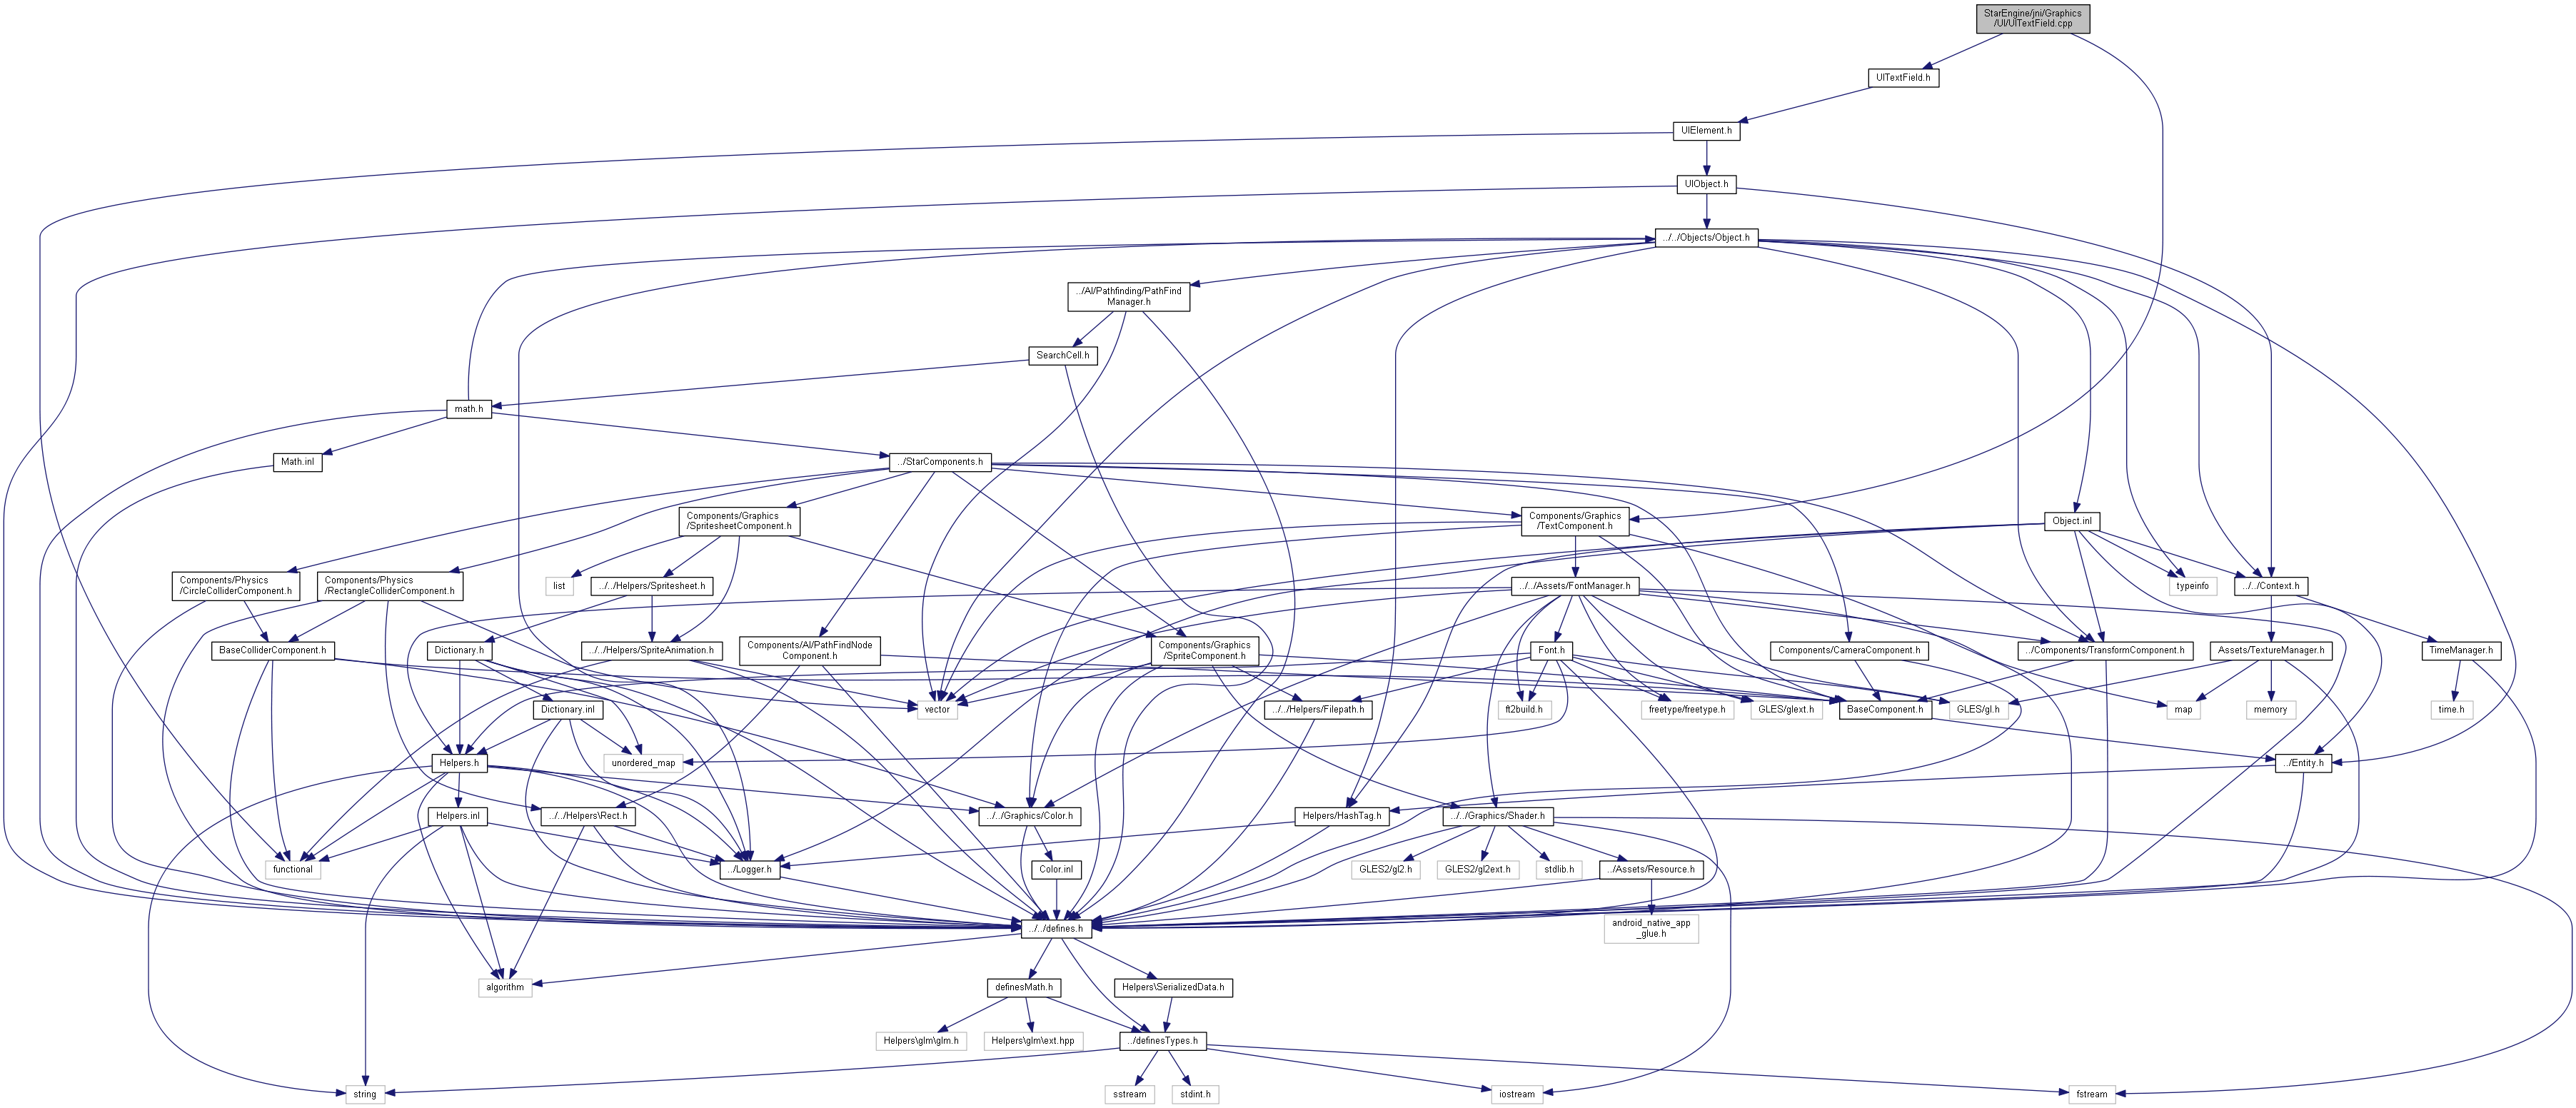 StarEngine/jni/Graphics
/UI/UITextField.cpp
UITextField.h
UIElement.h
UIObject.h
../../Objects/Object.h
../AI/Pathfinding/PathFind
Manager.h
SearchCell.h
math.h
Math.inl
../StarComponents.h
Components/Graphics
/SpritesheetComponent.h
Components/Graphics
/TextComponent.h
Object.inl
Components/Physics
/CircleColliderComponent.h
Components/Physics
/RectangleColliderComponent.h
list
../../Helpers/Spritesheet.h
../../Assets/FontManager.h
typeinfo
../../Context.h
BaseColliderComponent.h
Dictionary.h
../../Helpers/SpriteAnimation.h
Components/AI/PathFindNode
Component.h
Components/Graphics
/SpriteComponent.h
Font.h
Components/CameraComponent.h
../Components/TransformComponent.h
Assets/TextureManager.h
TimeManager.h
Dictionary.inl
vector
../../Helpers/Filepath.h
ft2build.h
freetype/freetype.h
GLES/glext.h
BaseComponent.h
GLES/gl.h
map
memory
time.h
Helpers.h
unordered_map
../Entity.h
Helpers.inl
../../Helpers\Rect.h
../../Graphics/Color.h
Helpers/HashTag.h
../../Graphics/Shader.h
functional
../Logger.h
Color.inl
GLES2/gl2.h
GLES2/gl2ext.h
stdlib.h
../Assets/Resource.h
../../defines.h
android_native_app
_glue.h
algorithm
definesMath.h
Helpers\SerializedData.h
Helpers\glm\glm.h
Helpers\glm\ext.hpp
../definesTypes.h
string
sstream
stdint.h
iostream
fstream